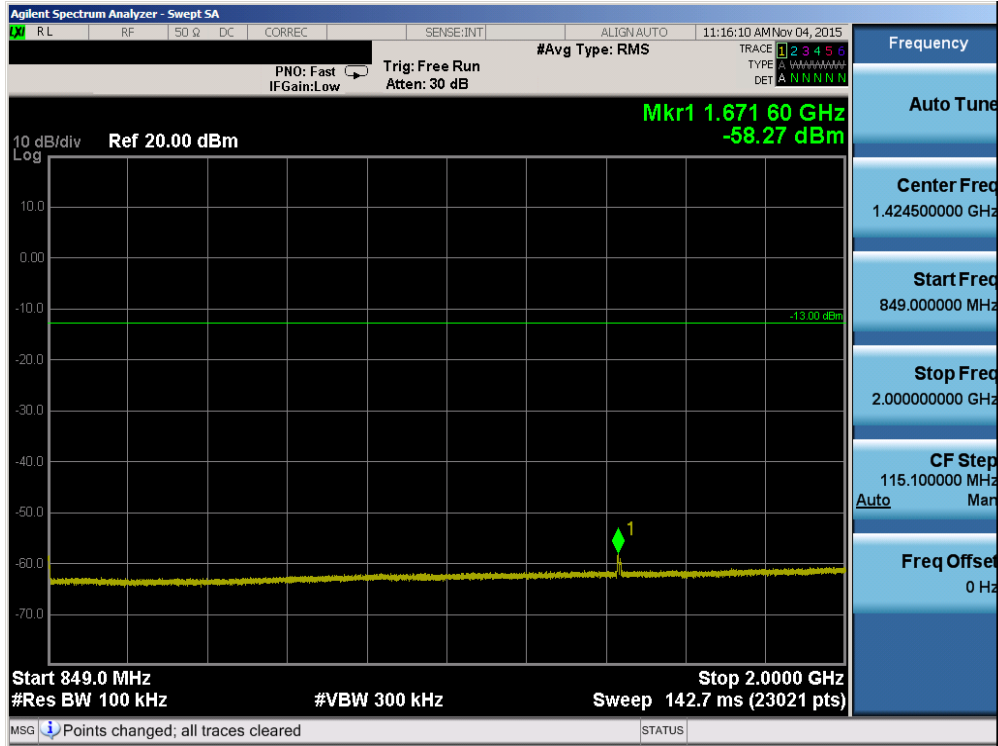 Agilent Spectrum Analyzer - Swept SA
LXI RL RF 50 Ω DC CORREC SENSE:INT ALIGN AUTO 11:16:10 AM Nov 04, 2015
#Avg Type: RMS
TRACE 1 2 3 4 5 6
TYPE A
DET A N N N N N
PNO: Fast
IFGain:Low
Trig: Free Run
Atten: 30 dB
Frequency
Auto Tune
Mkr1 1.671 60 GHz
-58.27 dBm
10 dB/div Ref 20.00 dBm
Log
10.0
0.00
-10.0
-13.00 dBm
-20.0
-30.0
-40.0
-50.0
1
-60.0
-70.0
Center Freq
1.424500000 GHz
Start Freq
849.000000 MHz
Stop Freq
2.000000000 GHz
CF Step
115.100000 MHz
Auto Man
Freq Offset
0 Hz
Start 849.0 MHz Stop 2.0000 GHz
#Res BW 100 kHz #VBW 300 kHz Sweep 142.7 ms (23021 pts)
MSG Points changed; all traces cleared STATUS